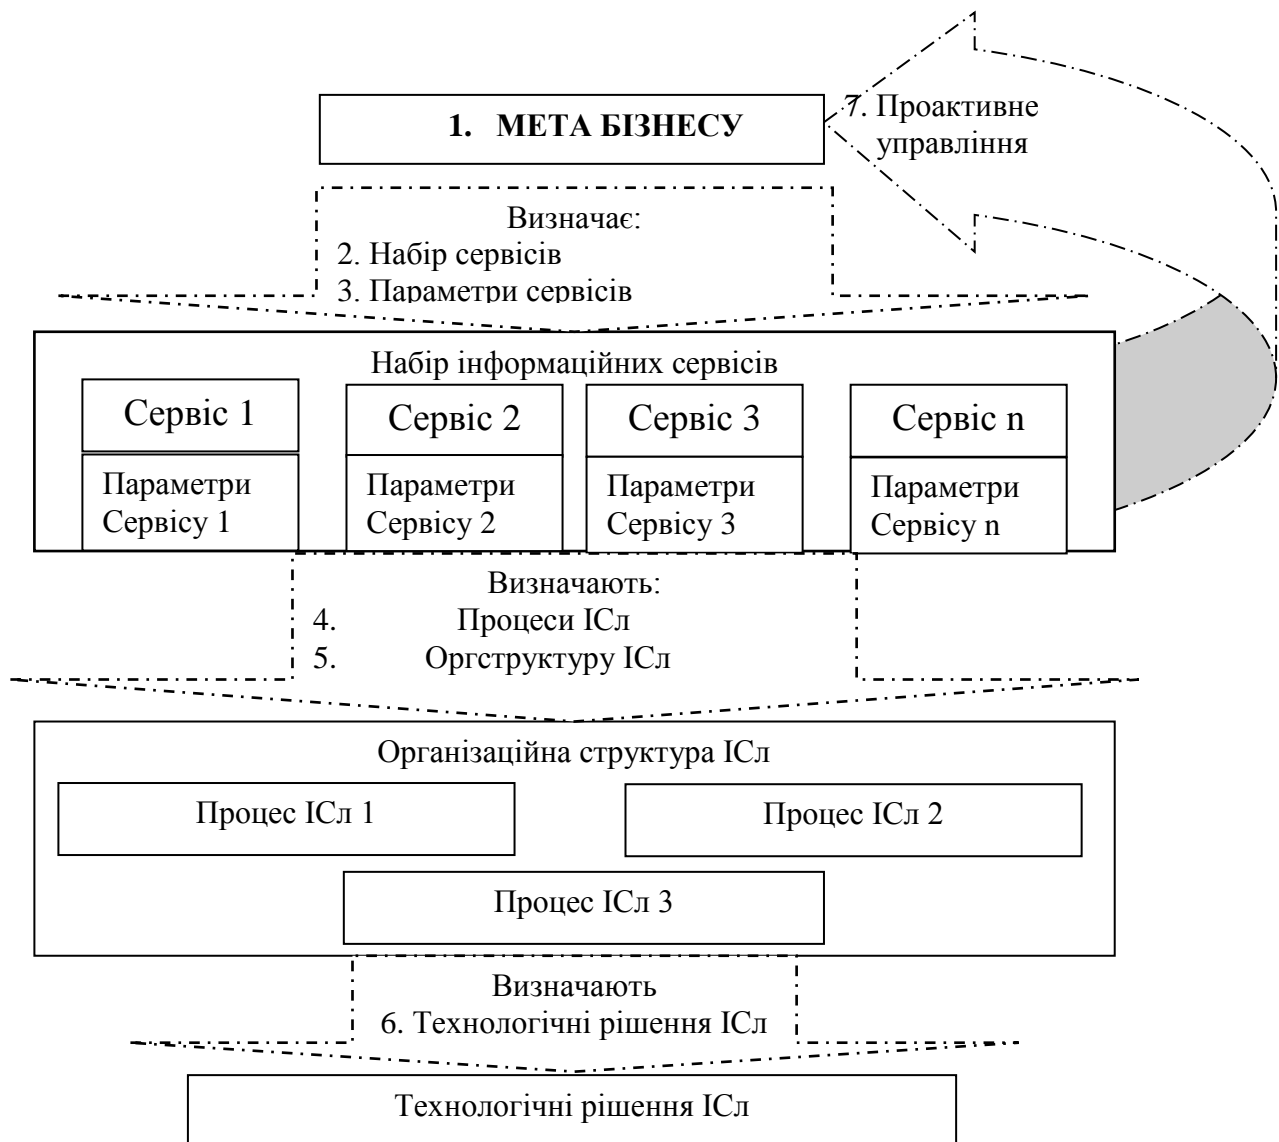 1. МЕТА БІЗНЕСУ
7. Проактивне
управління
Визначає:
2. Набір сервісів
3. Параметри сервісів
Набір інформаційних сервісів
Сервіс 1
Сервіс 2
Сервіс 3
Сервіс n
Параметри
Сервісу 1
Параметри
Сервісу 2
Параметри
Сервісу 3
Параметри
Сервісу n
Визначають:
4. Процеси ІСл
5. Оргструктуру ІСл
Організаційна структура ІСл
Процес ІСл 1
Процес ІСл 2
Процес ІСл 3
Визначають
6. Технологічні рішення ІСл
Технологічні рішення ІСл